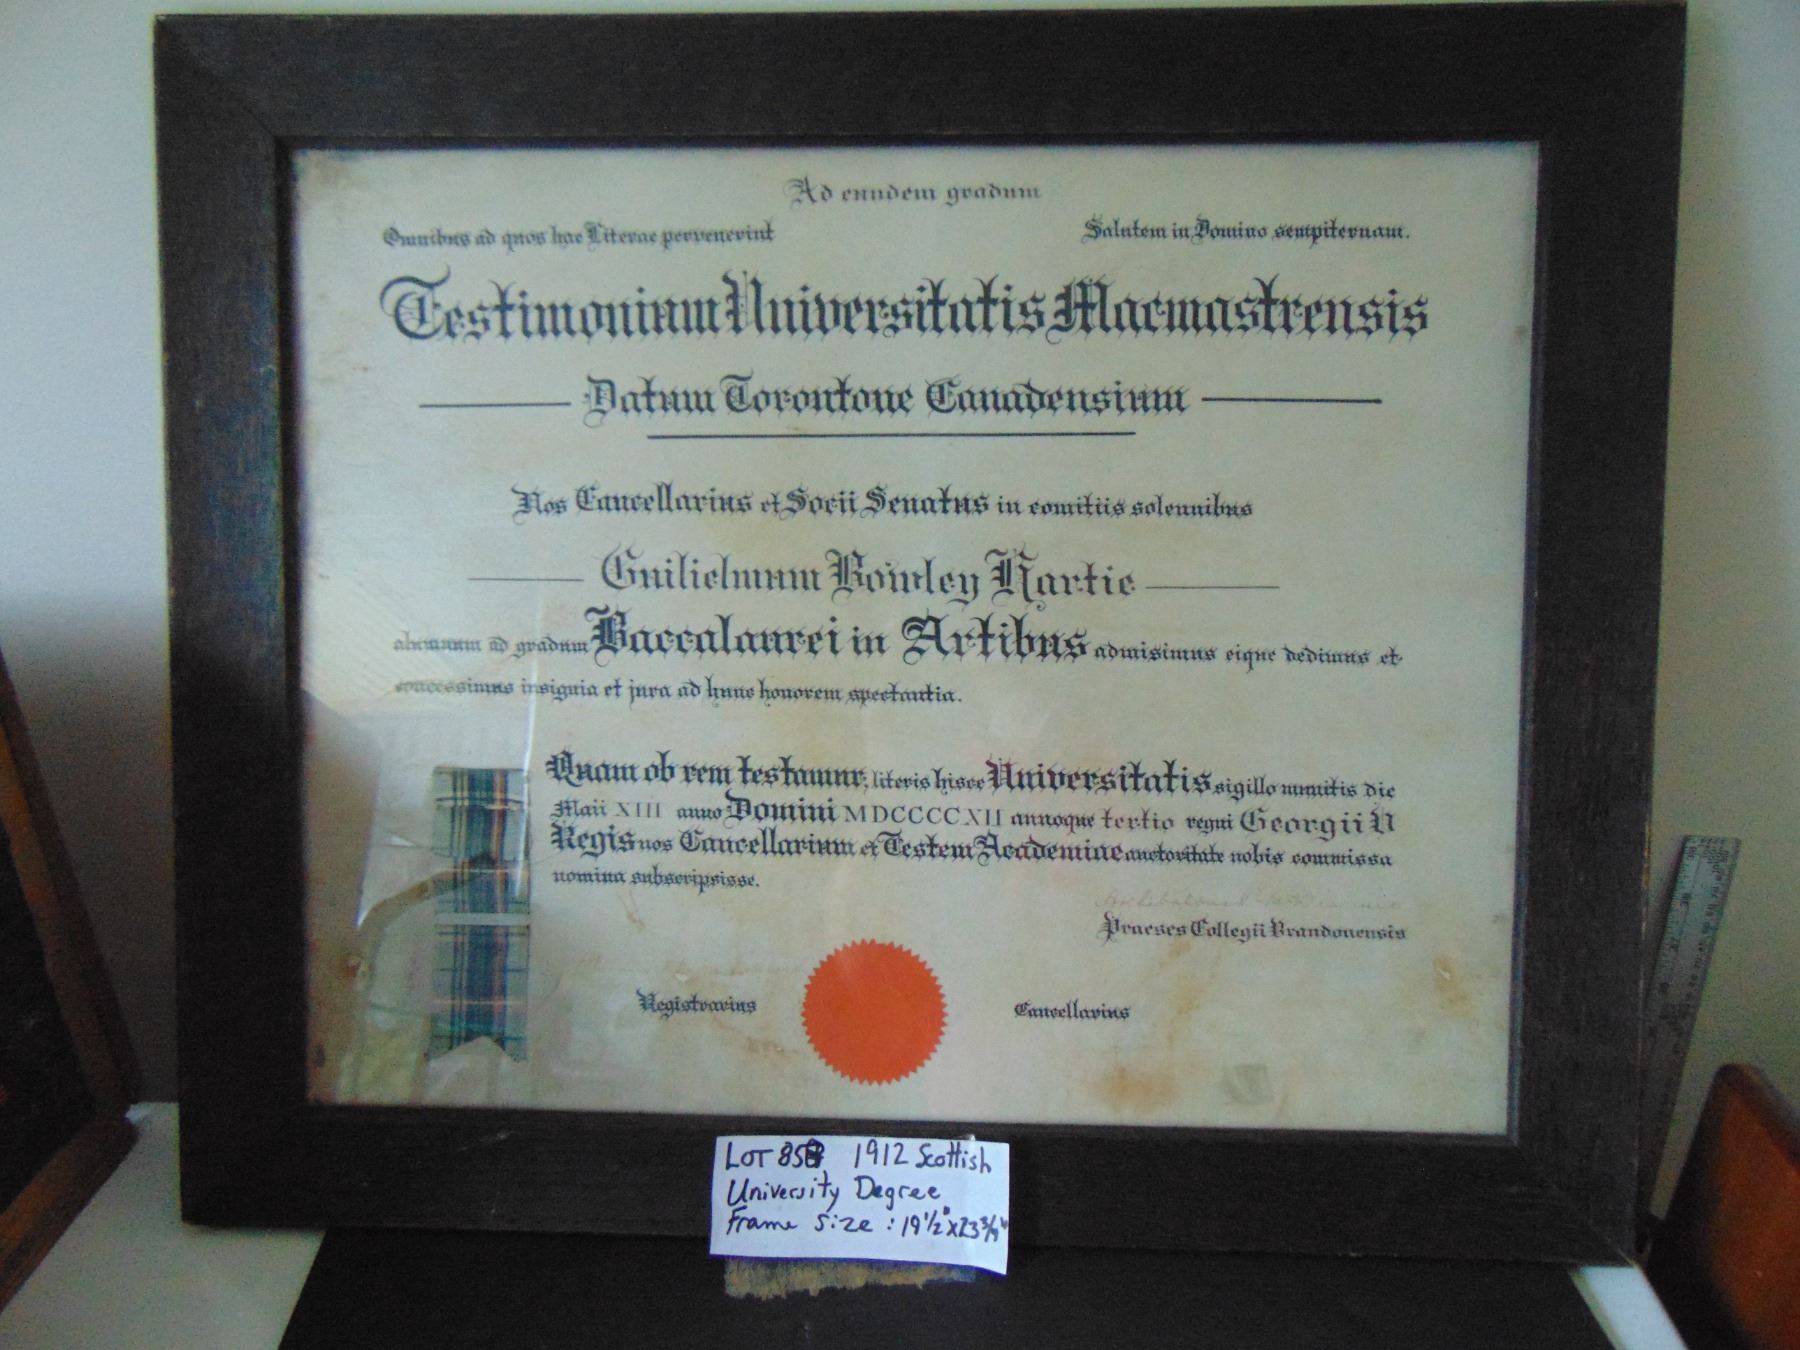 Ad eundem gradum
Omnibus ad quos hae Literae pervenerint
Salutem in Domino sempiternam.
Testimonium Universitatis Macmastrensis
Datum Torontone Canadensium
Nos Cancellarius et Socii Senatus in comitiis solennibus
Guilielmum Bowley Hartie
alumnum ad gradum Baccalaurei in Artibus admisimus eique dedimus et
concessimus insignia et jura ad hunc honorem spectantia.
Quam ob rem testamur, literis hisce Universitatis sigillo munitis die
Maii XIII anno Domini MDCCCCXII annoque tertio regni Georgii V
Regis nos Cancellarium et Testem Academiae auctoritate nobis commissa
nomina subscripsisse.
Praeses Collegii Brandonensis
Registrarius
Cancellarius
LOT 858 1912 Scottish
University Degree
Frame size: 19 1/2" x 23 3/4"